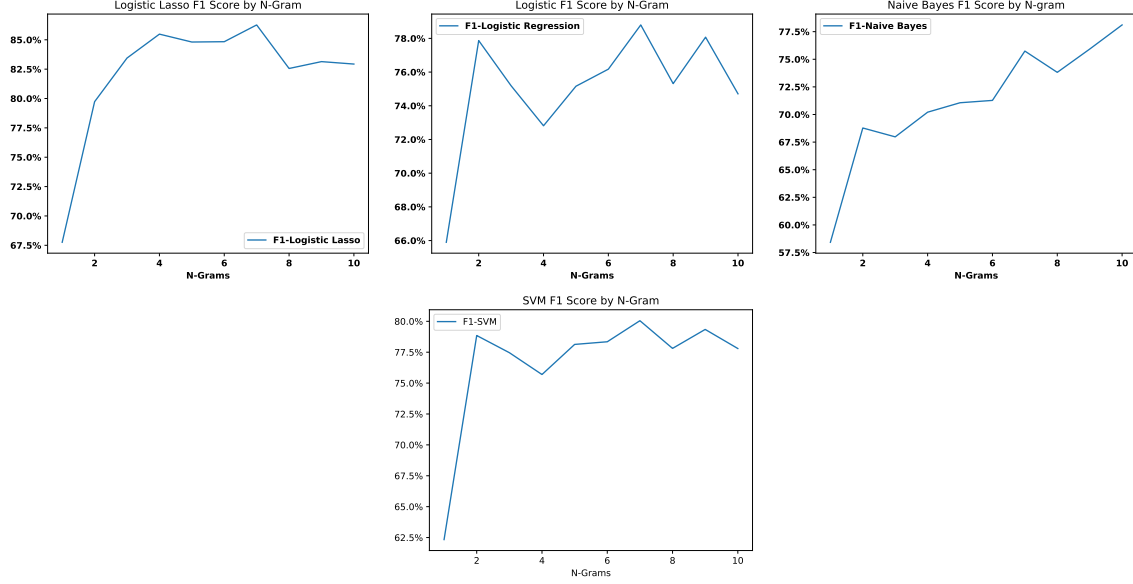 Logistic Lasso F1 Score by N-Gram
85.0%
82.5%
80.0%
77.5%
75.0%
72.5%
70.0%
67.5%
F1-Logistic Lasso
2 4 6 8 10
N-Grams
Logistic F1 Score by N-Gram
F1-Logistic Regression
78.0%
76.0%
74.0%
72.0%
70.0%
68.0%
66.0%
2 4 6 8 10
N-Grams
Naive Bayes F1 Score by N-gram
F1-Naive Bayes
77.5%
75.0%
72.5%
70.0%
67.5%
65.0%
62.5%
60.0%
57.5%
2 4 6 8 10
N-Grams
SVM F1 Score by N-Gram
F1-SVM
80.0%
77.5%
75.0%
72.5%
70.0%
67.5%
65.0%
62.5%
2 4 6 8 10
N-Grams